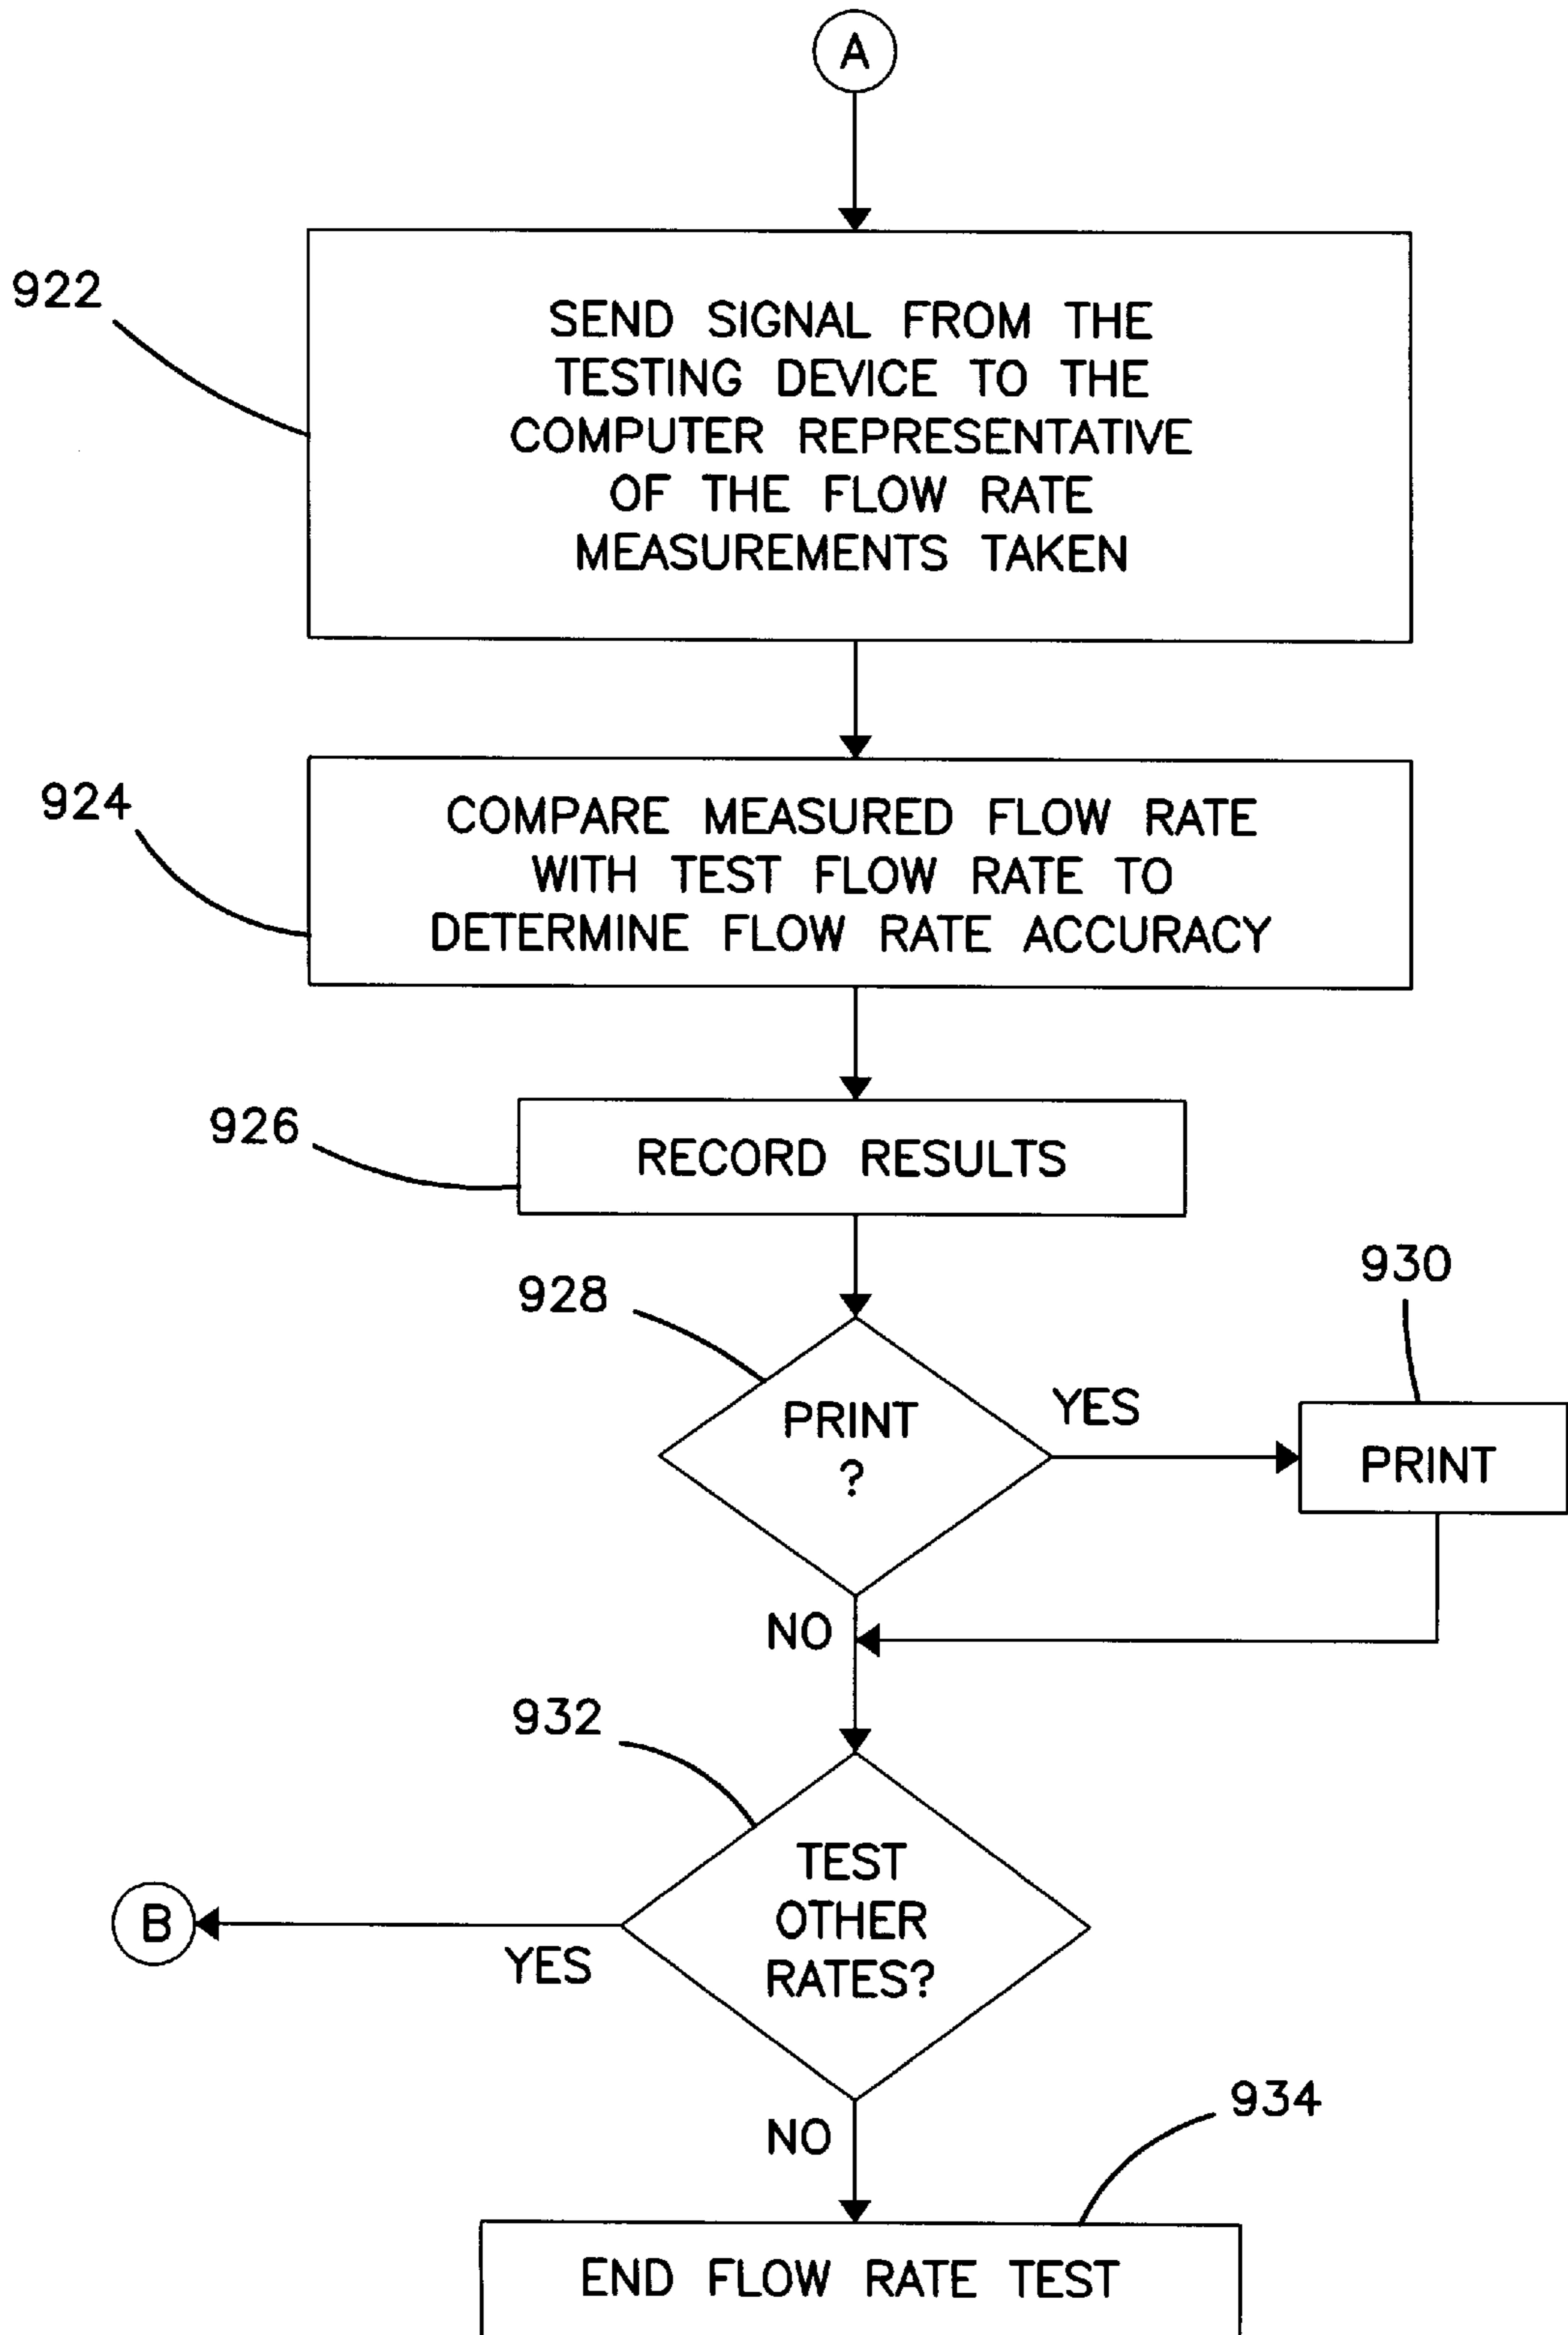 A
922
SEND SIGNAL FROM THE
TESTING DEVICE TO THE
COMPUTER REPRESENTATIVE
OF THE FLOW RATE
MEASUREMENTS TAKEN
924
COMPARE MEASURED FLOW RATE
WITH TEST FLOW RATE TO
DETERMINE FLOW RATE ACCURACY
926
RECORD RESULTS
928
PRINT
?
YES
930
PRINT
NO
932
TEST
OTHER
RATES?
B
YES
NO
934
END FLOW RATE TEST